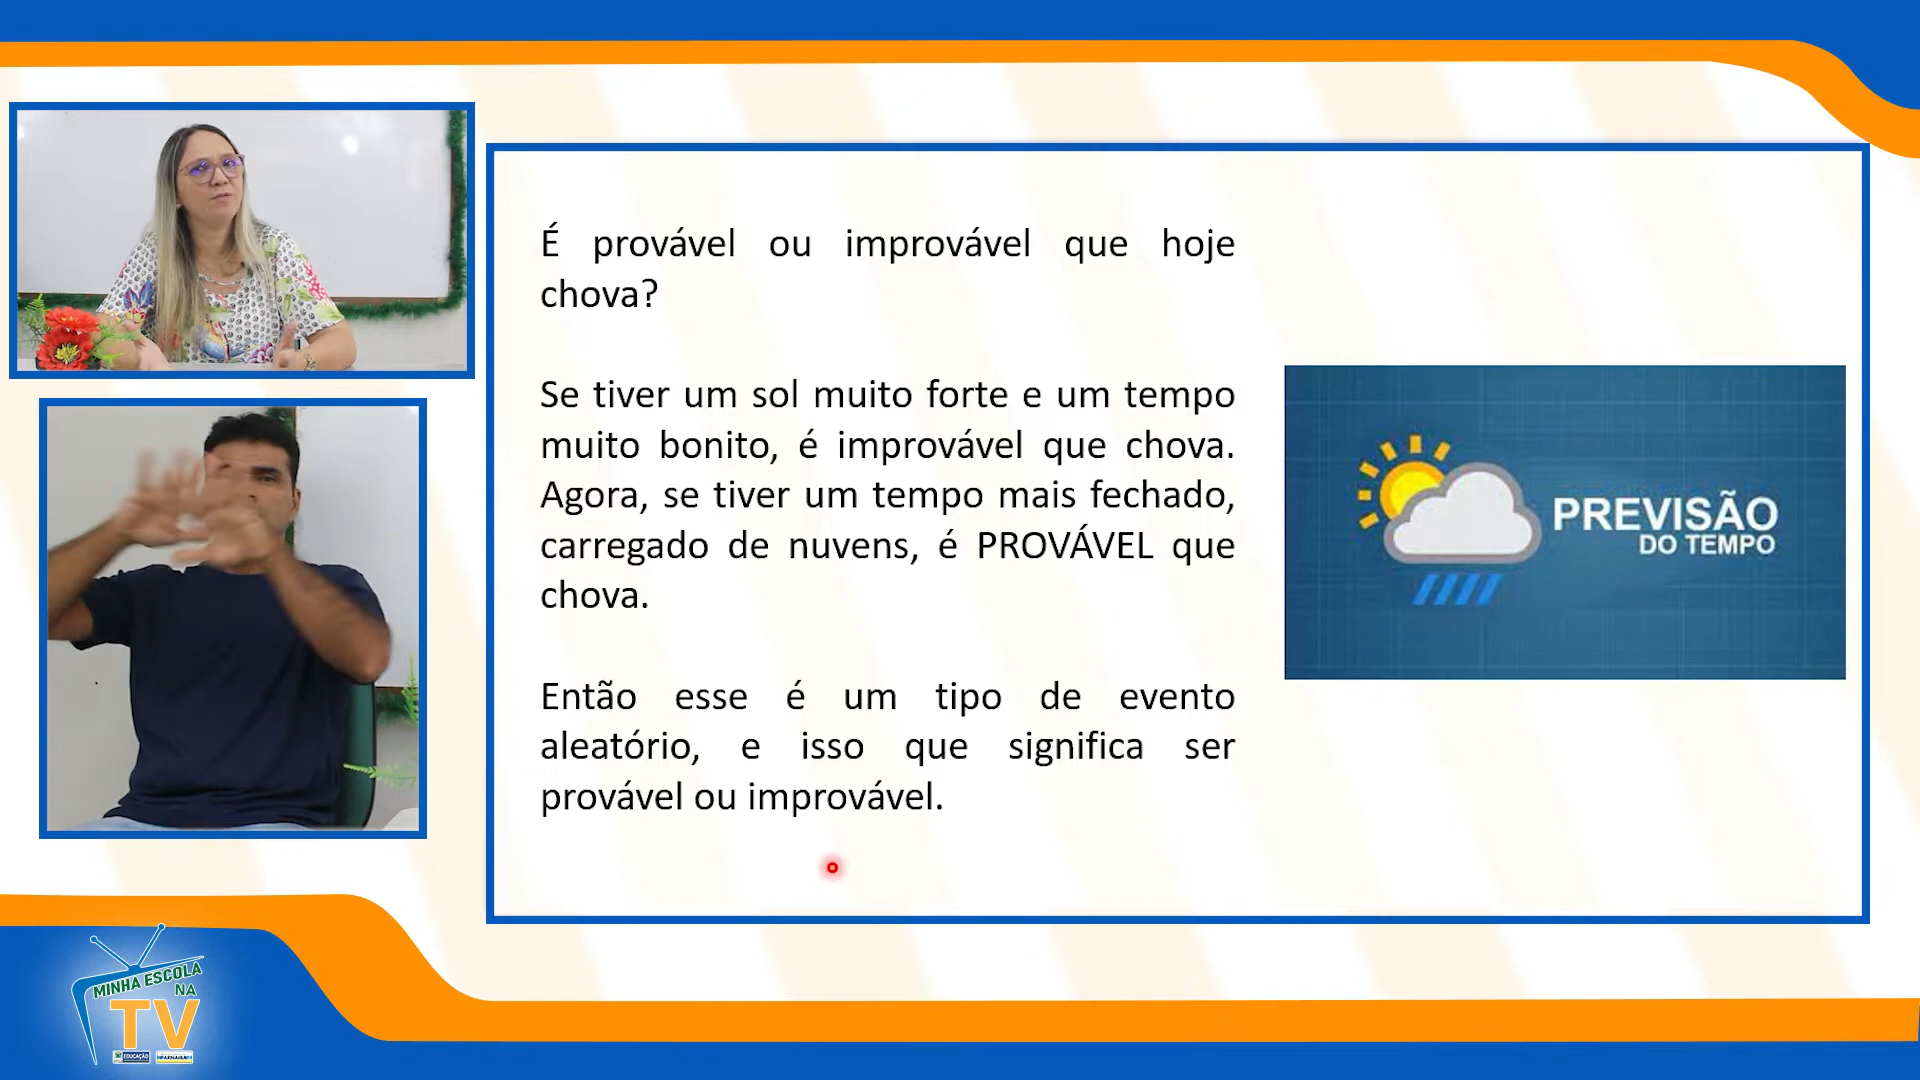 É provável ou improvável que hoje
chova?
Se tiver um sol muito forte e um tempo
muito bonito, é improvável que chova.
Agora, se tiver um tempo mais fechado,
carregado de nuvens, é PROVÁVEL que
chova.
Então esse é um tipo de evento
aleatório, e isso que significa ser
provável ou improvável.
PREVISÃO
DO TEMPO
MINHA ESCOLA
NA
TV
EDUCAÇÃO
PARNAÍBA